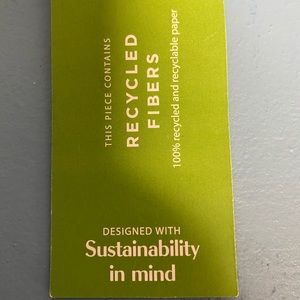 THIS PIECE CONTAINS
RECYCLED
FIBERS
100% recycled and recyclable paper
DESIGNED WITH
Sustainability
in mind